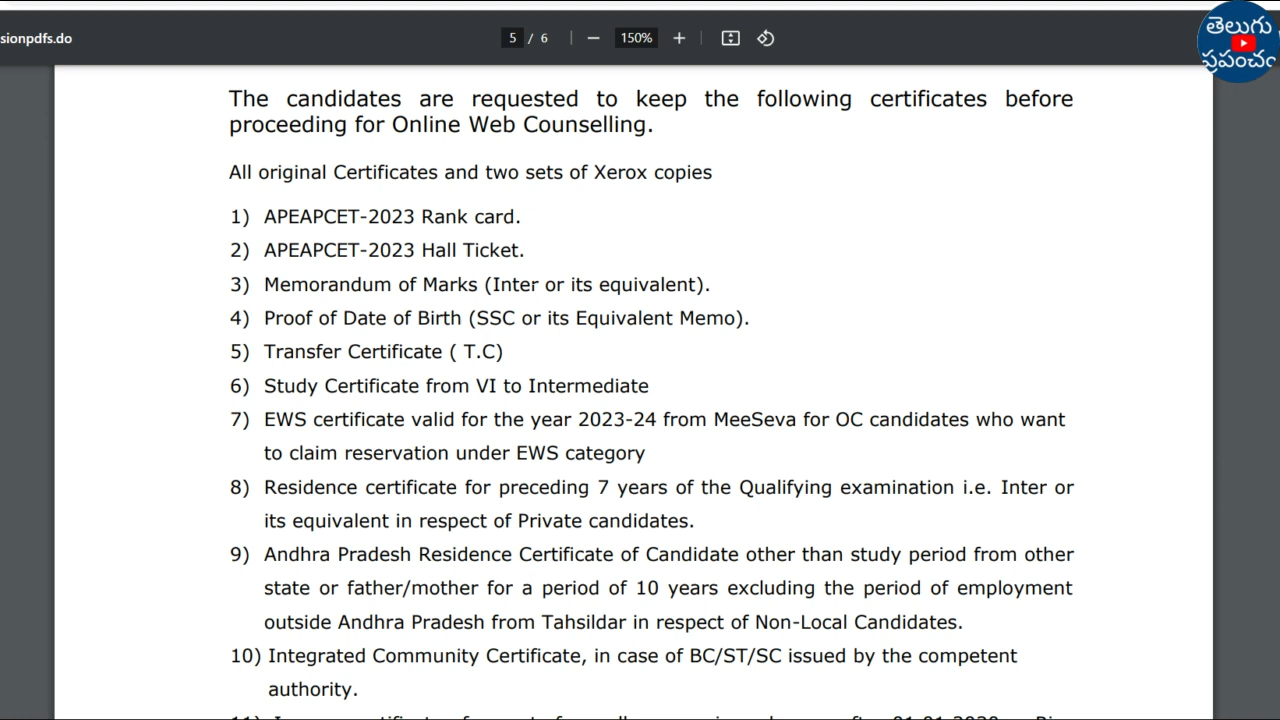 sionpdfs.do
5 / 6
150%
తెలుగు
ప్రపంచం
The candidates are requested to keep the following certificates before
proceeding for Online Web Counselling.
All original Certificates and two sets of Xerox copies
1) APEAPCET-2023 Rank card.
2) APEAPCET-2023 Hall Ticket.
3) Memorandum of Marks (Inter or its equivalent).
4) Proof of Date of Birth (SSC or its Equivalent Memo).
5) Transfer Certificate ( T.C)
6) Study Certificate from VI to Intermediate
7) EWS certificate valid for the year 2023-24 from MeeSeva for OC candidates who want
to claim reservation under EWS category
8) Residence certificate for preceding 7 years of the Qualifying examination i.e. Inter or
its equivalent in respect of Private candidates.
9) Andhra Pradesh Residence Certificate of Candidate other than study period from other
state or father/mother for a period of 10 years excluding the period of employment
outside Andhra Pradesh from Tahsildar in respect of Non-Local Candidates.
10) Integrated Community Certificate, in case of BC/ST/SC issued by the competent
authority.